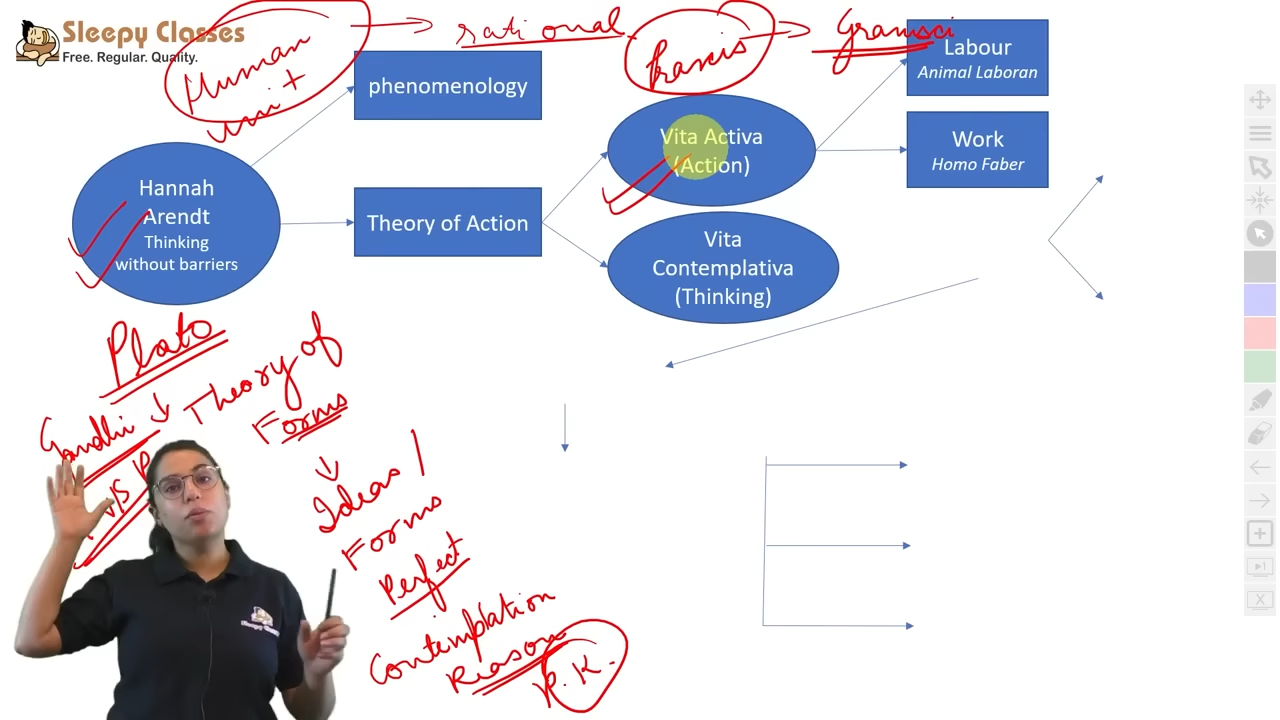 Sleepy Classes
Free. Regular. Quality.
Human
rational
Praxis
Gramsci
Labour
Animal Laboran
phenomenology
Vita Activa
(Action)
Work
Homo Faber
Hannah
Arendt
Thinking
without barriers
Theory of Action
Vita
Contemplativa
(Thinking)
Plato
Theory of
Forms
Gandhi
v/s P
Ideas /
Forms
Perfect
Contemplation
Reason
P.K.
Sleepy Classes